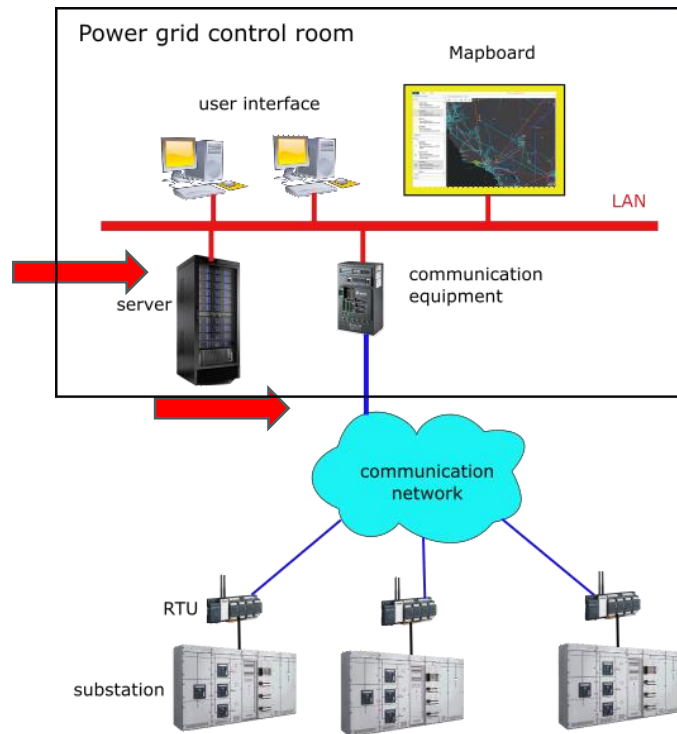 Power grid control room
Mapboard
user interface
LAN
server
communication
equipment
communication
network
RTU
substation